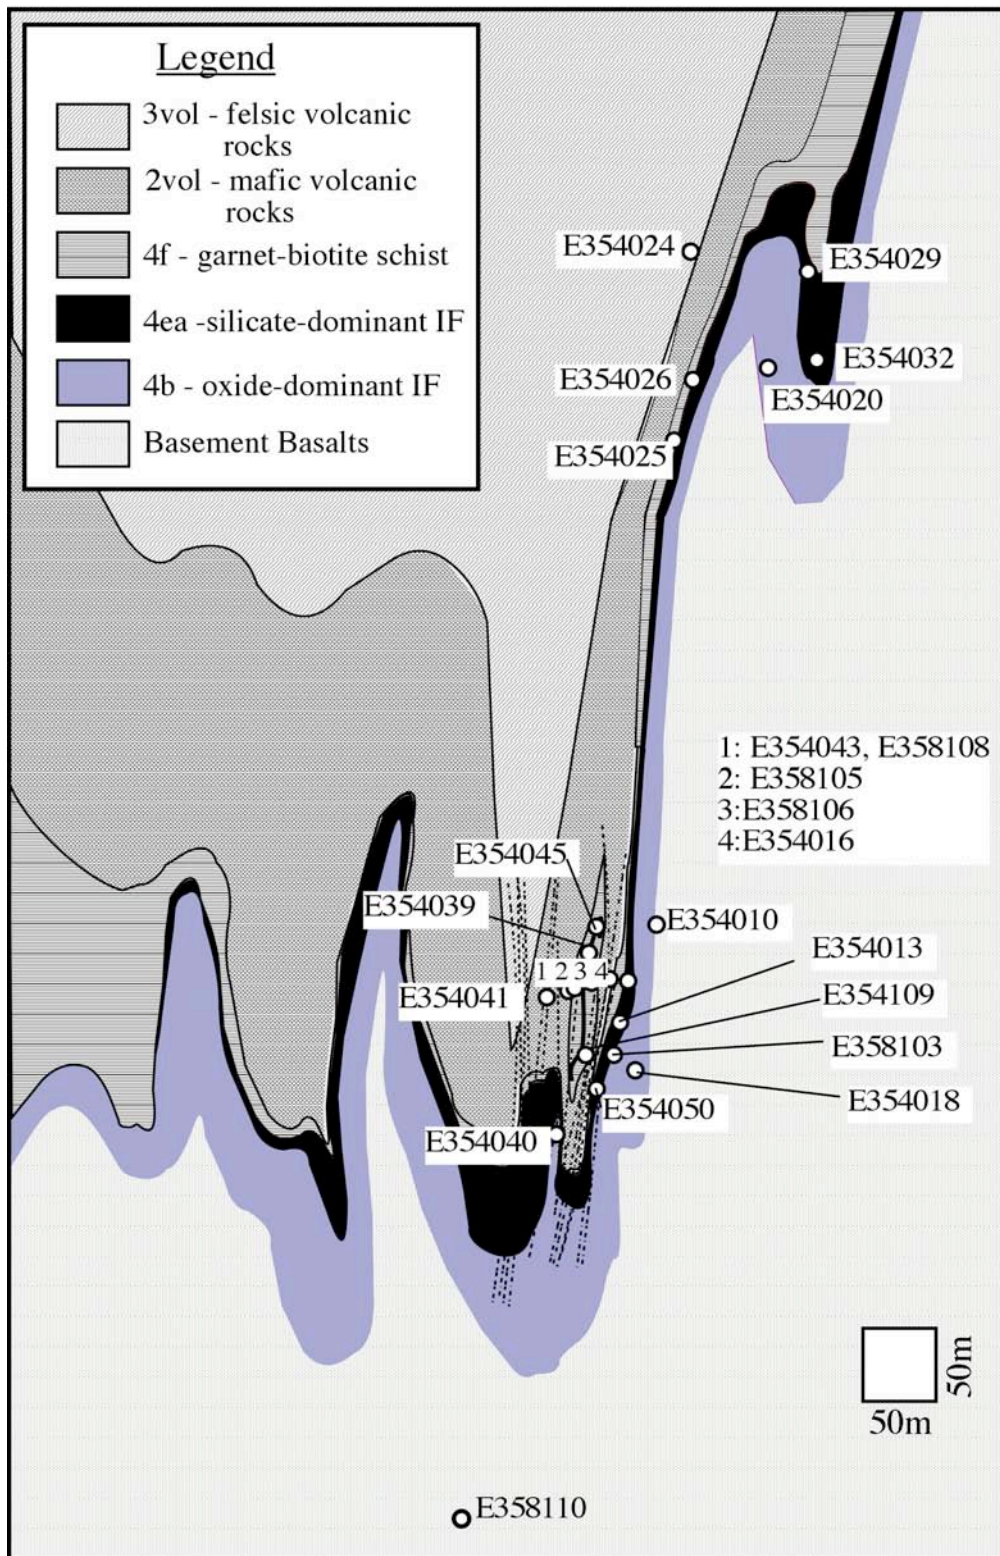 Legend
3vol - felsic volcanic
rocks
2vol - mafic volcanic
rocks
4f - garnet-biotite schist
4ea -silicate-dominant IF
4b - oxide-dominant IF
Basement Basalts
E354024
E354029
E354026
E354032
E354020
E354025
1: E354043, E358108
2: E358105
3:E358106
4:E354016
E354045
E354039
E354010
E354013
1 2 3 4
E354041
E354109
E358103
E354018
E354050
E354040
50m
50m
E358110